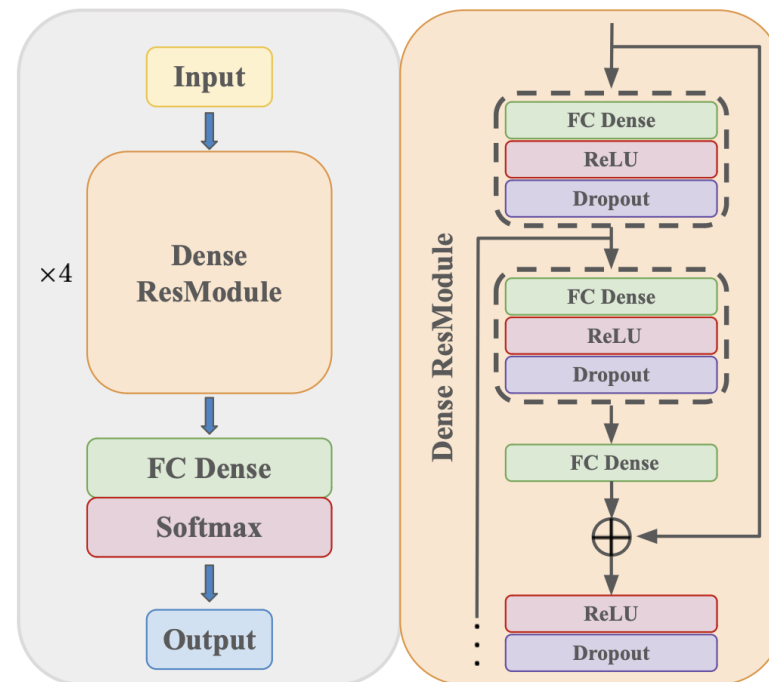 Input
×4
Dense
ResModule
FC Dense
Softmax
Output
Dense ResModule
FC Dense
ReLU
Dropout
FC Dense
ReLU
Dropout
FC Dense
ReLU
Dropout